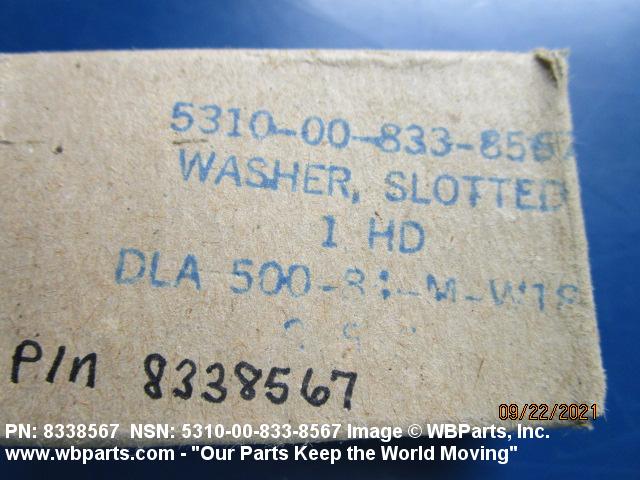 5310-00-833-8567
WASHER, SLOTTED
1 HD
DLA 500-
P/n 8338567
09/22/2021
PN: 8338567 NSN: 5310-00-833-8567 Image © WBParts, Inc.
www.wbparts.com - "Our Parts Keep the World Moving"